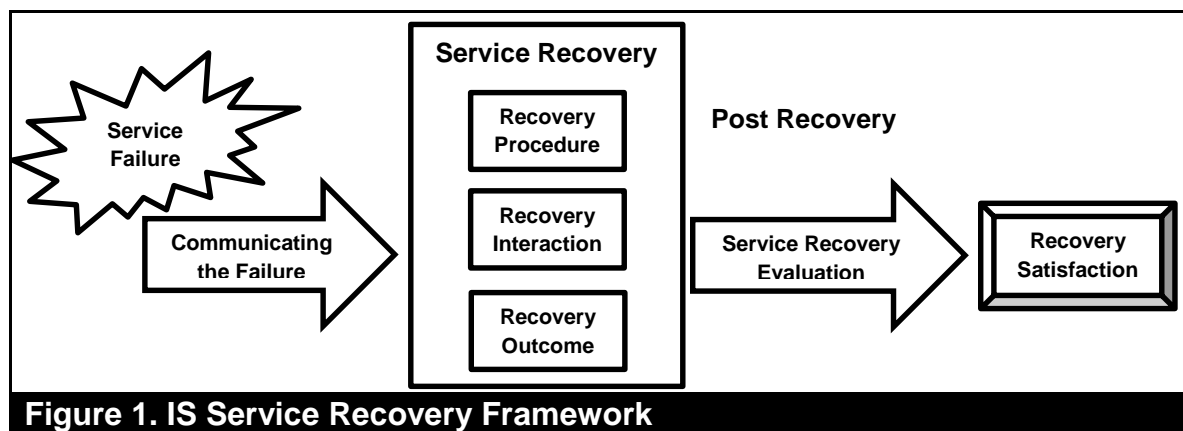 Service
Failure
Communicating
the Failure
Service Recovery
Recovery
Procedure
Recovery
Interaction
Recovery
Outcome
Post Recovery
Service Recovery
Evaluation
Recovery
Satisfaction
Figure 1. IS Service Recovery Framework